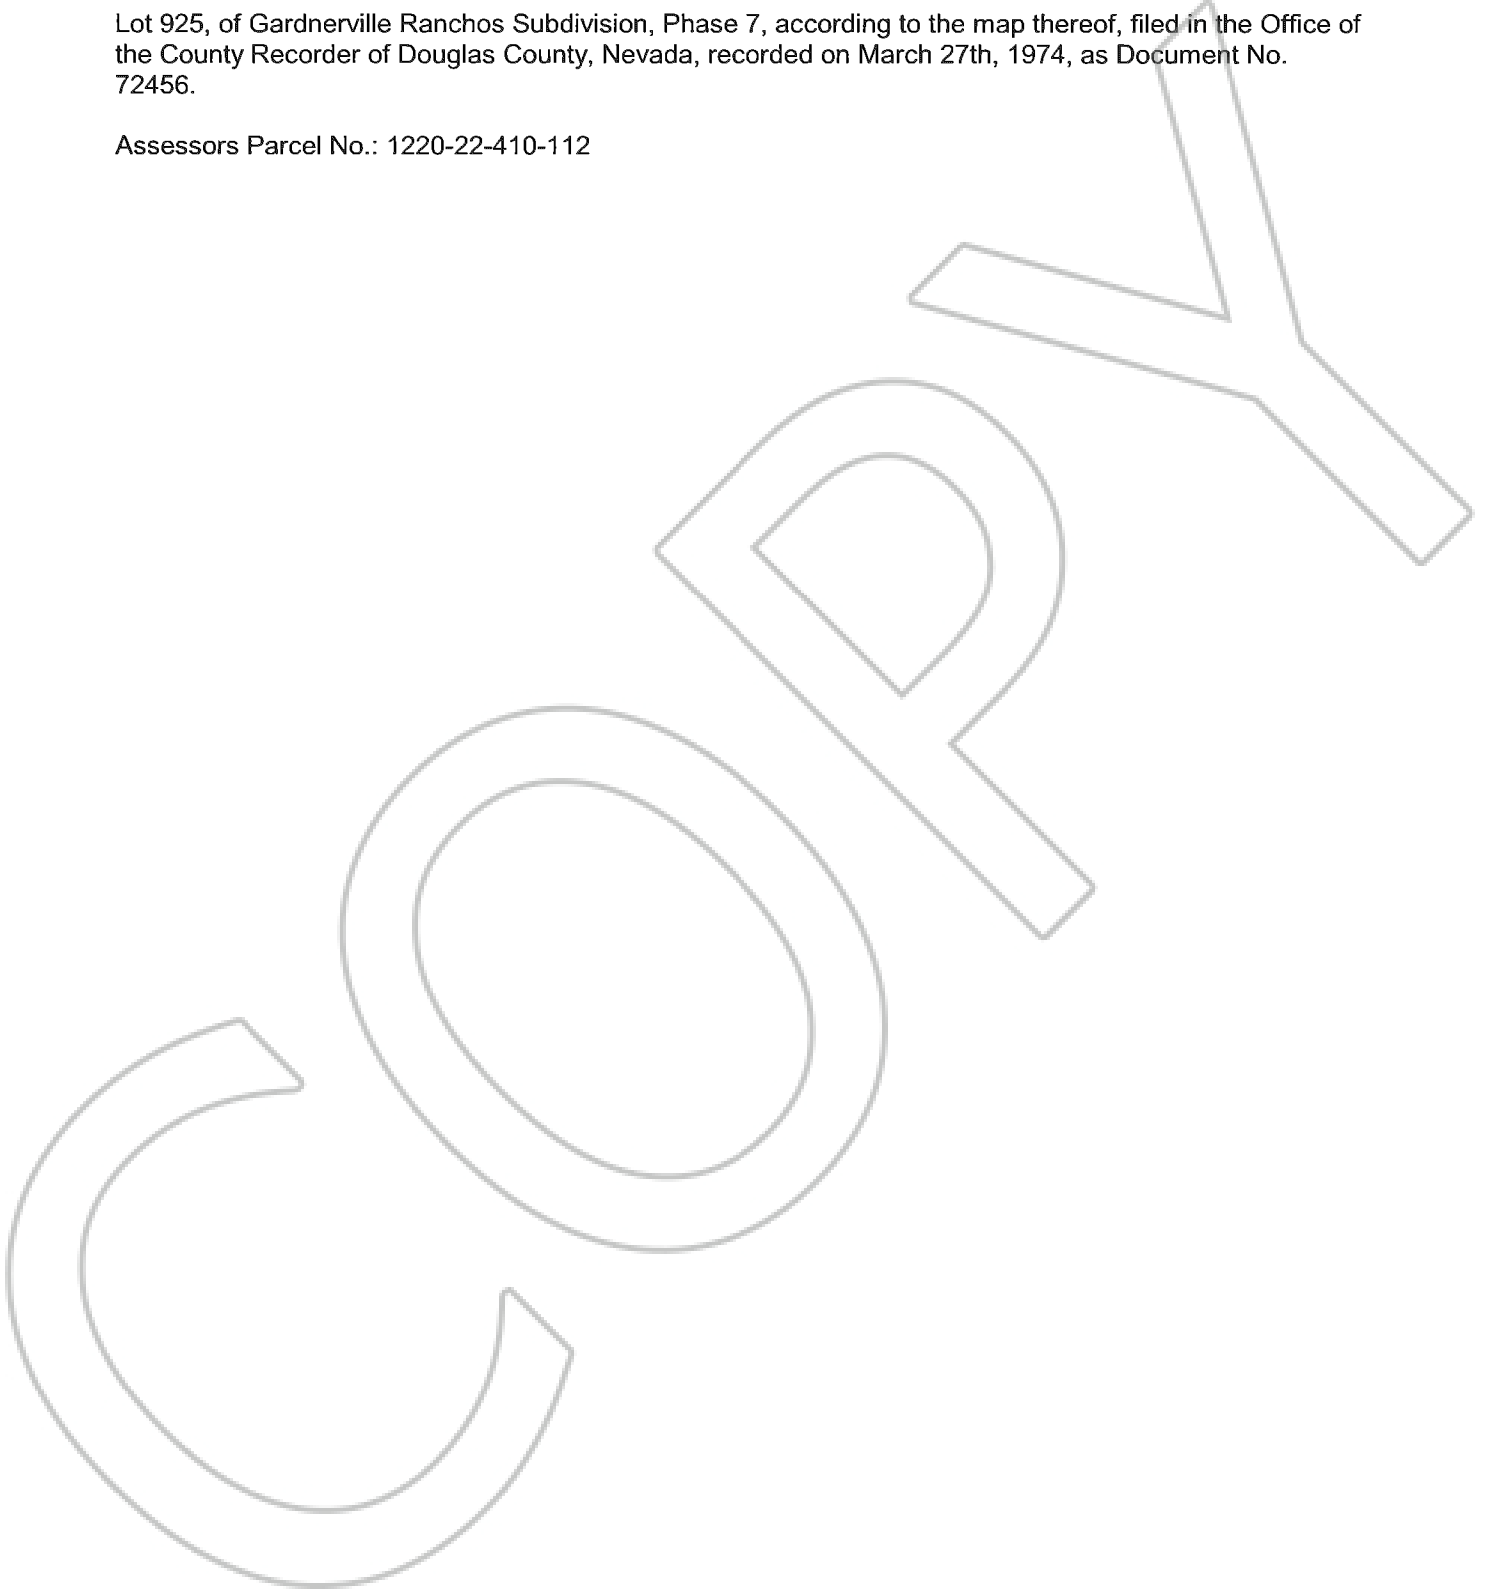 Lot 925, of Gardnerville Ranchos Subdivision, Phase 7, according to the map thereof, filed in the Office of
the County Recorder of Douglas County, Nevada, recorded on March 27th, 1974, as Document No.
72456.
Assessors Parcel No.: 1220-22-410-112
COPY